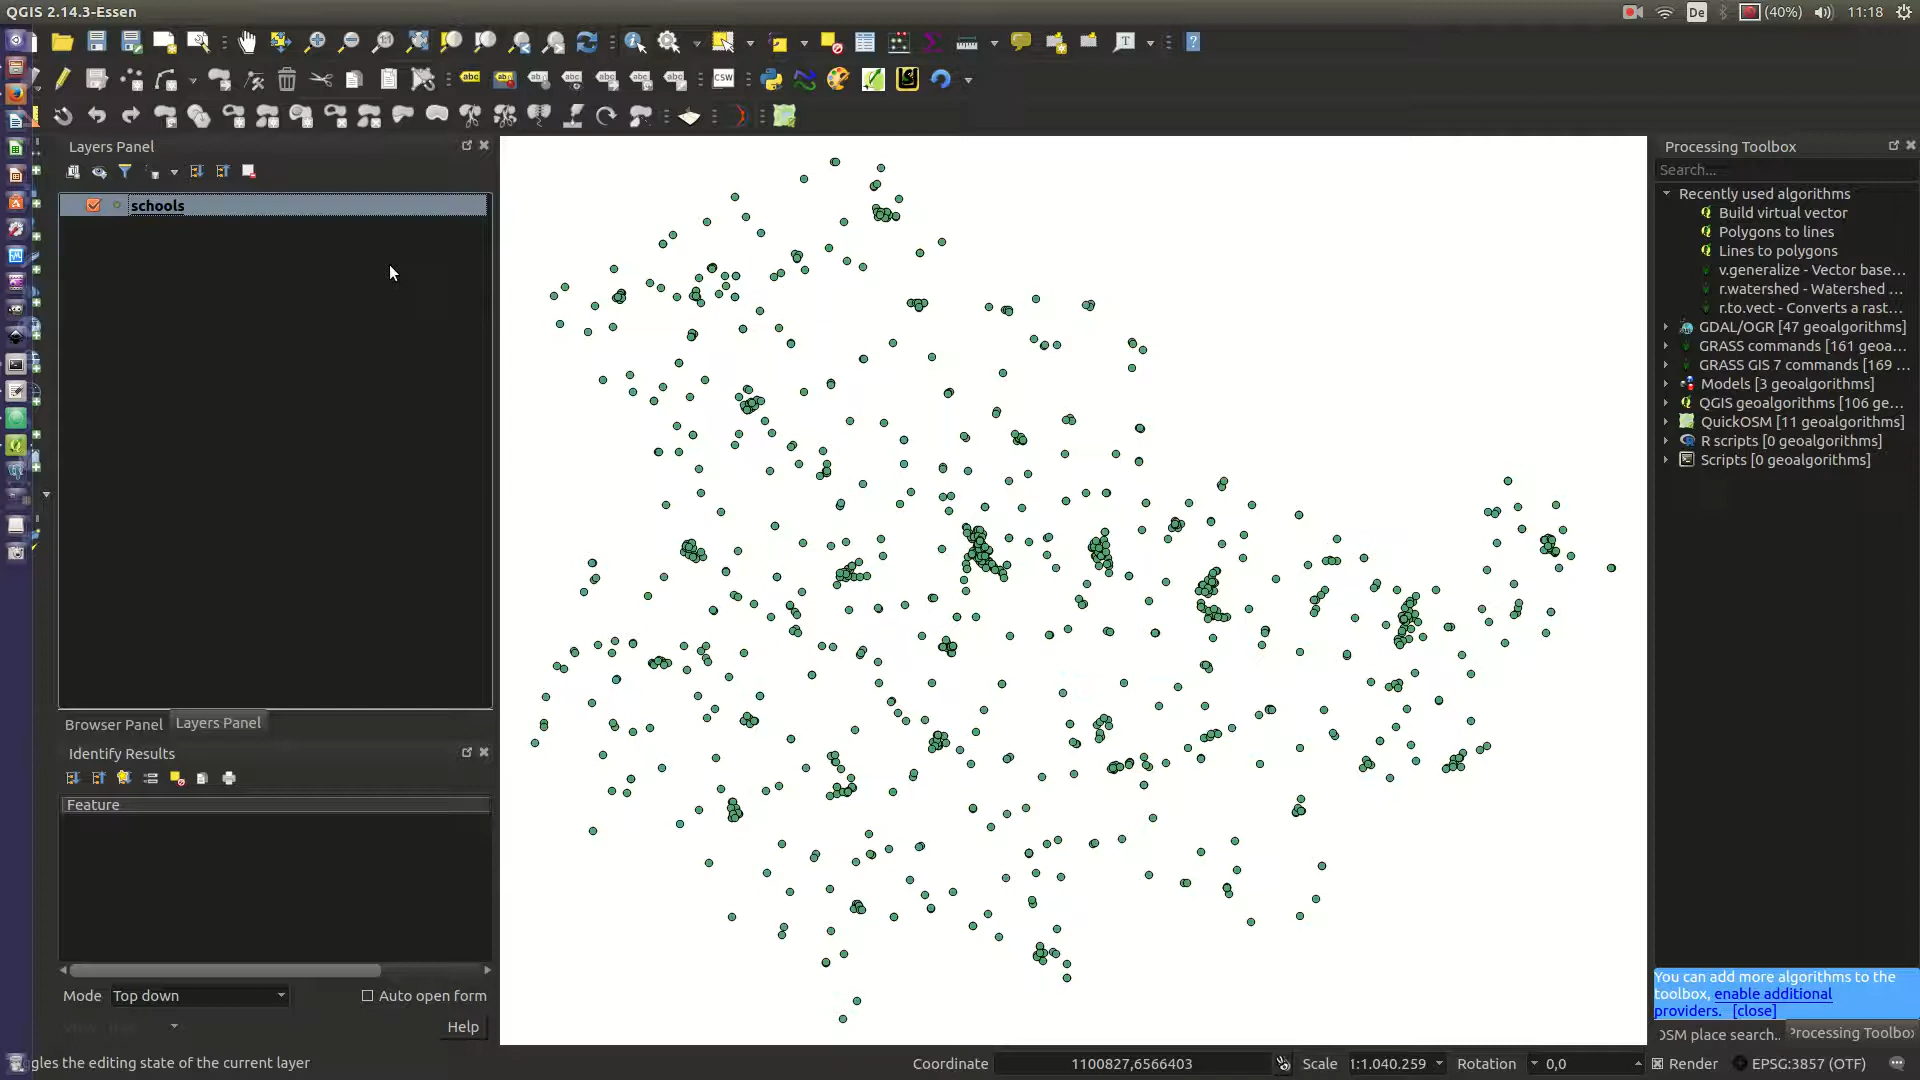 QGIS 2.14.3-Essen
De
(40%)
11:18
abc
CSW
Layers Panel
schools
Browser Panel
Layers Panel
Identify Results
Feature
Mode
Top down
Auto open form
Help
gles the editing state of the current layer
Coordinate
1100827,6566403
Scale
1:1.040.259
Rotation
0,0
Render
EPSG:3857 (OTF)
Processing Toolbox
Search...
Recently used algorithms
Build virtual vector
Polygons to lines
Lines to polygons
v.generalize - Vector base...
r.watershed - Watershed ...
r.to.vect - Converts a rast...
GDAL/OGR [47 geoalgorithms]
GRASS commands [161 geoa...
GRASS GIS 7 commands [169 ...
Models [3 geoalgorithms]
QGIS geoalgorithms [106 ge...
QuickOSM [11 geoalgorithms]
R scripts [0 geoalgorithms]
Scripts [0 geoalgorithms]
You can add more algorithms to the
toolbox, enable additional
providers. [close]
OSM place search..
Processing Toolbo